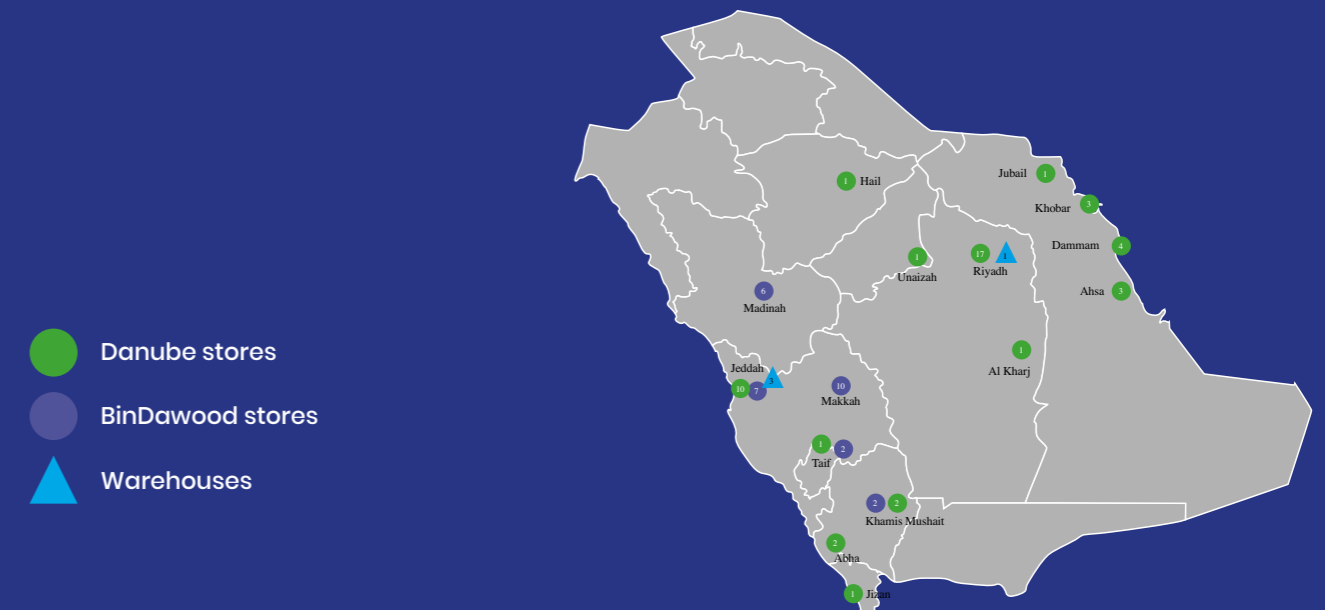 Danube stores
BinDawood stores
Warehouses
1 Hail
Jubail 1
Khobar 3
Dammam 4
Ahsa 3
1
Unaizah
17 1
Riyadh
6
Madinah
1
Al Kharj
Jeddah 3
10 7
10
Makkah
1 2
Taif
2 2
Khamis Mushait
2
Abha
1 Jizan